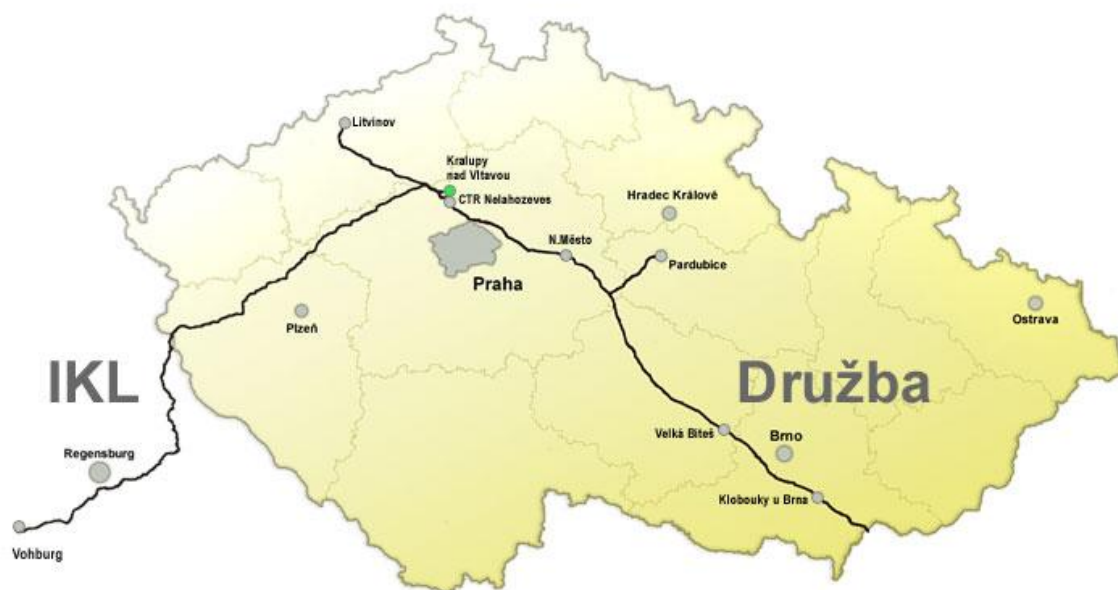 Litvínov
Kralupy
nad Vltavou
CTR Nelahozeves
Hradec Králové
N.Město
Pardubice
Praha
Plzeň
Ostrava
IKL
Družba
Velká Bíteš
Brno
Regensburg
Klobouky u Brna
Vohburg